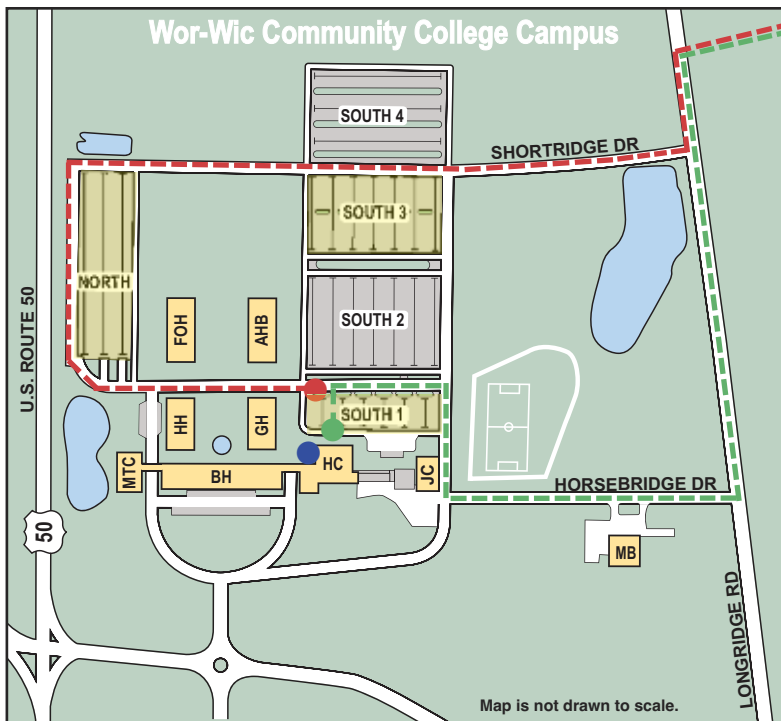 Wor-Wic Community College Campus
SOUTH 4
SHORTRIDGE DR
SOUTH 3
NORTH
U.S. ROUTE 50
FOH
AHB
SOUTH 2
HH
GH
SOUTH 1
MTC
BH
HC
JC
HORSEBRIDGE DR
50
MB
LONGRIDGE RD
Map is not drawn to scale.